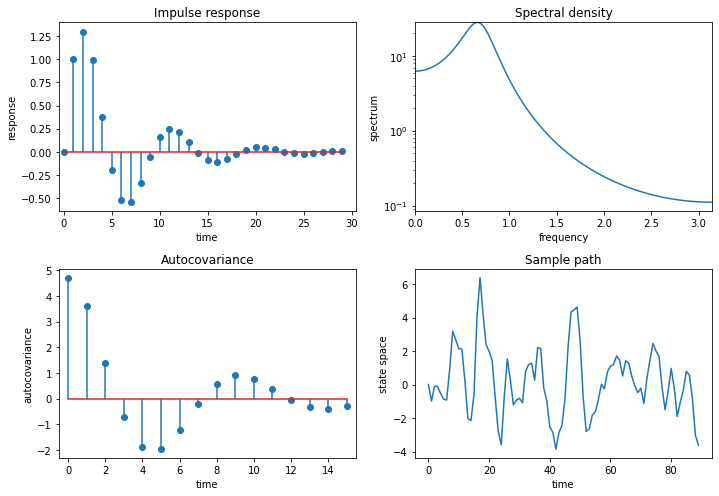 Impulse response
response
1.25
1.00
0.75
0.50
0.25
0.00
−0.25
−0.50
0 5 10 15 20 25 30
time
Spectral density
spectrum
10¹
10⁰
10⁻¹
0.0 0.5 1.0 1.5 2.0 2.5 3.0
frequency
Autocovariance
autocovariance
5
4
3
2
1
0
−1
−2
0 2 4 6 8 10 12 14
time
Sample path
state space
6
4
2
0
−2
−4
0 20 40 60 80
time